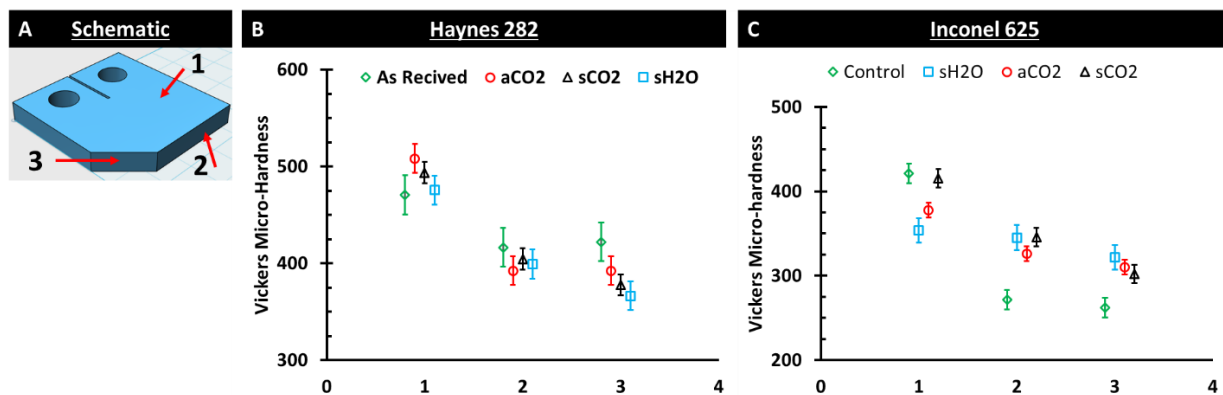 A Schematic
1
2
3
B Haynes 282
As Recived aCO2 sCO2 sH2O
Vickers Micro-Hardness
600
500
400
300
0 1 2 3 4
C Inconel 625
Control sH2O aCO2 sCO2
Vickers Micro-hardness
500
400
300
200
0 1 2 3 4